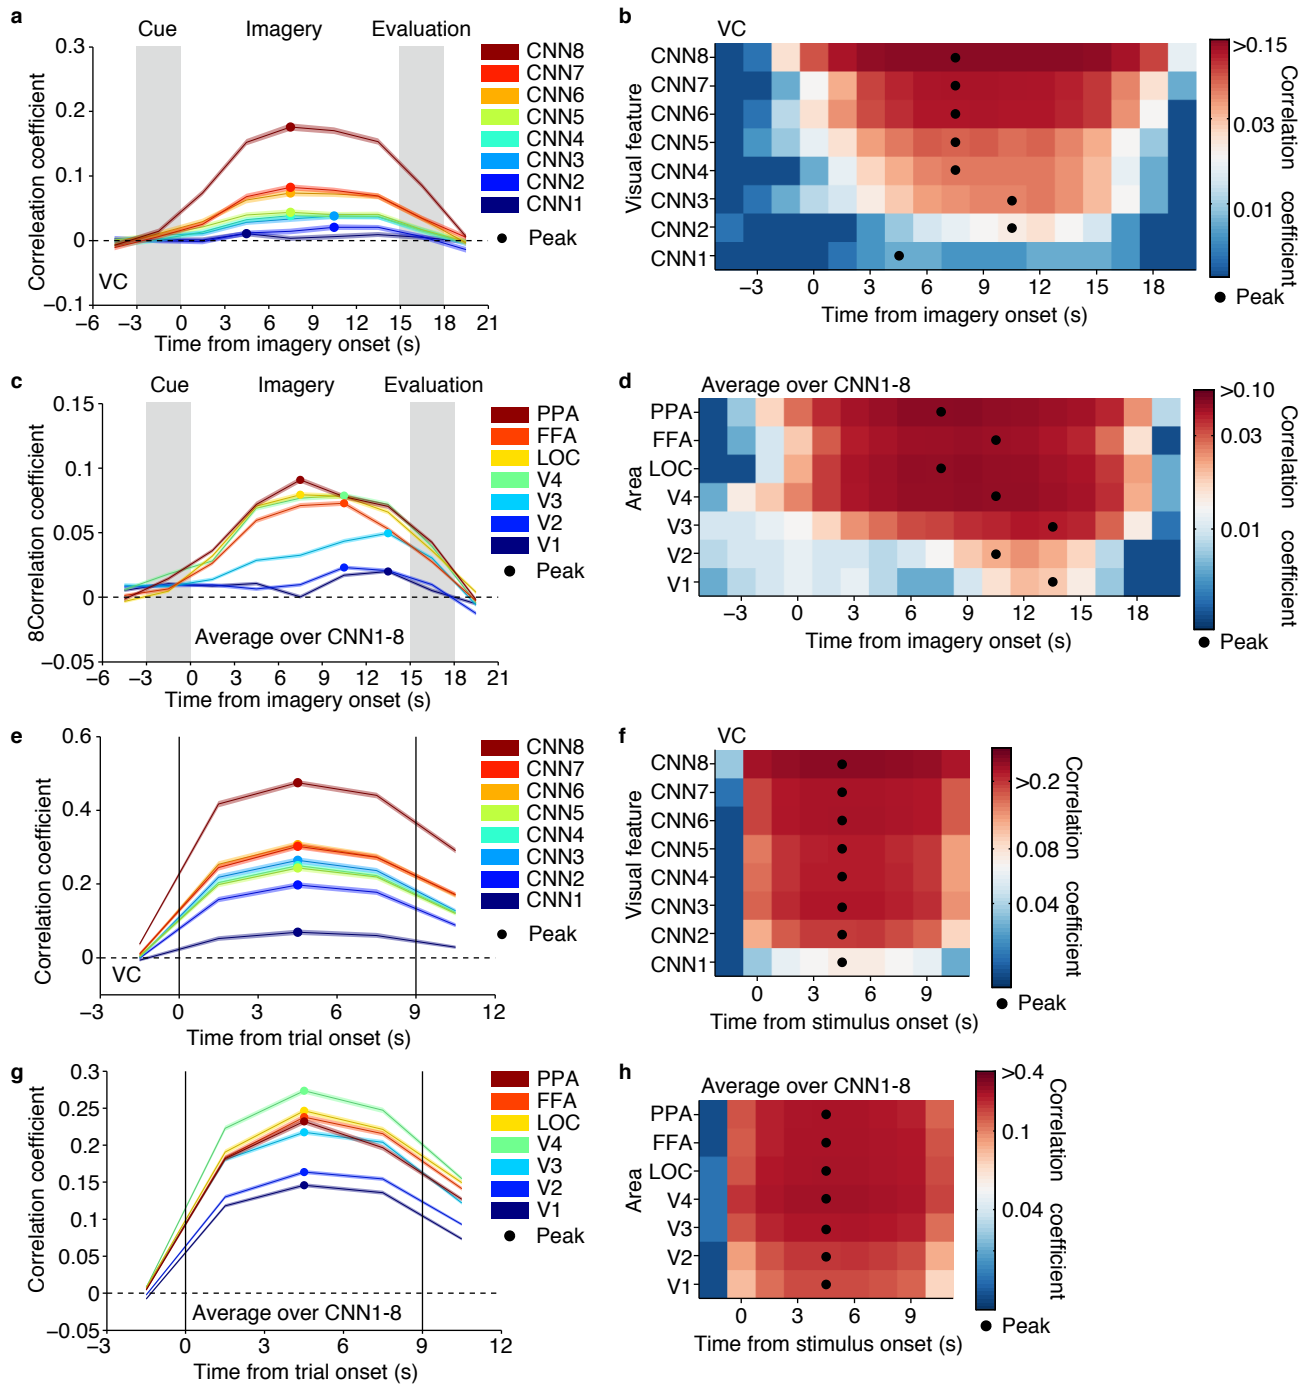 a
Cue
Imagery
Evaluation
0.3
0.2
0.1
0
−0.1
Correlation coefficient
CNN8
CNN7
CNN6
CNN5
CNN4
CNN3
CNN2
CNN1
Peak
VC
−6 −3 0 3 6 9 12 15 18 21
Time from imagery onset (s)
b
VC
CNN8
CNN7
CNN6
CNN5
CNN4
CNN3
CNN2
CNN1
Visual feature
−3 0 3 6 9 12 15 18
Time from imagery onset (s)
>0.15
0.03
0.01
Correlation coefficient
Peak
c
Cue
Imagery
Evaluation
0.15
0.1
0.05
0
−0.05
8Correlation coefficient
PPA
FFA
LOC
V4
V3
V2
V1
Peak
Average over CNN1-8
−6 −3 0 3 6 9 12 15 18 21
Time from imagery onset (s)
d
Average over CNN1-8
PPA
FFA
LOC
V4
V3
V2
V1
Area
−3 0 3 6 9 12 15 18
Time from imagery onset (s)
>0.10
0.03
0.01
Correlation coefficient
Peak
e
0.6
0.4
0.2
0
Correlation coefficient
CNN8
CNN7
CNN6
CNN5
CNN4
CNN3
CNN2
CNN1
Peak
VC
−3 0 3 6 9 12
Time from trial onset (s)
f
VC
CNN8
CNN7
CNN6
CNN5
CNN4
CNN3
CNN2
CNN1
Visual feature
0 3 6 9
Time from stimulus onset (s)
>0.2
0.08
0.04
Correlation coefficient
Peak
g
0.3
0.25
0.2
0.15
0.1
0.05
0
−0.05
Correlation coefficient
PPA
FFA
LOC
V4
V3
V2
V1
Peak
Average over CNN1-8
−3 0 3 6 9 12
Time from trial onset (s)
h
Average over CNN1-8
PPA
FFA
LOC
V4
V3
V2
V1
Area
0 3 6 9
Time from stimulus onset (s)
>0.4
0.1
0.04
Correlation coefficient
Peak